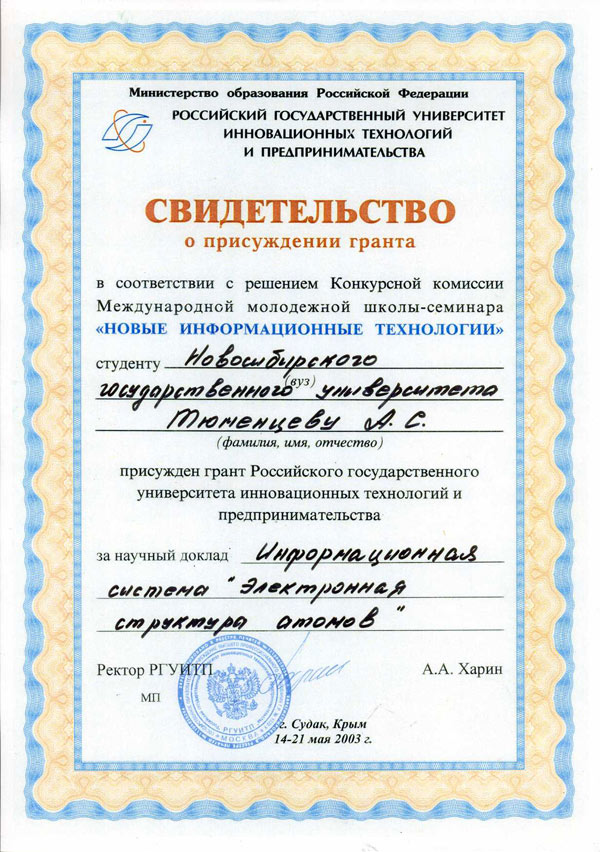 Министерство образования Российской Федерации
РОССИЙСКИЙ ГОСУДАРСТВЕННЫЙ УНИВЕРСИТЕТ
ИННОВАЦИОННЫХ ТЕХНОЛОГИЙ
И ПРЕДПРИНИМАТЕЛЬСТВА
СВИДЕТЕЛЬСТВО
о присуждении гранта
в соответствии с решением Конкурсной комиссии
Международной молодежной школы-семинара
«НОВЫЕ ИНФОРМАЦИОННЫЕ ТЕХНОЛОГИИ»
студенту Новосибирского
(вуз)
государственного университета
Тюменцеву А. С.
(фамилия, имя, отчество)
присужден грант Российского государственного
университета инновационных технологий и
предпринимательства
за научный доклад Информационная
система "Электронная
структура атомов"
Ректор РГУИТП А.А. Харин
МП
РГУИТП
МОСКВА
г. Судак, Крым
14-21 мая 2003 г.